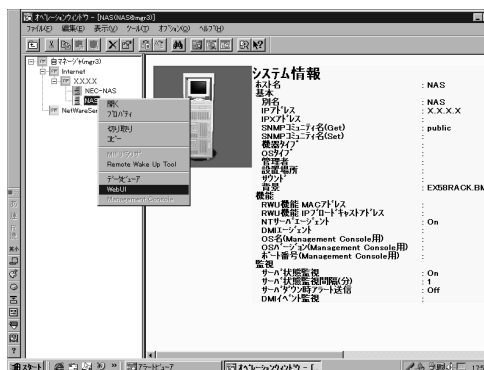 オペレーションウィンドウ - [NAS(NAS@mgr3)]
ファイル(F) 編集(E) 表示(V) ツール(T) オプション(O) ヘルプ(H)
自マネージャ(mgr3)
Internet
XXXX
NEC-NAS
NAS
NetWareSer
開く
プロパティ
切り取り
コピー
Remote Wake Up Tool
データビューア
WebUI
Management Console
システム情報
ホスト名 : NAS
基本
別名 : NAS
IPアドレス : X.X.X.X
IPXアドレス :
SNMPコミュニティ名(Get) : public
SNMPコミュニティ名(Set) :
機器タイプ :
OSタイプ :
管理者 :
設置場所 :
サウンド :
背景 : EX58RACK.BM
機能
RWU機能 MACアドレス :
RWU機能 IPブロードキャストアドレス :
NTサーバエージェント : On
DMIエージェント :
OS名(Management Console用) :
OSバージョン(Management Console用) :
ポート番号(Management Console用) :
監視
サーバ状態監視 : On
サーバ状態監視間隔(分) : 1
サーバダウン時アラート送信 : Off
DMIイベント監視 :
スタート
アラートビューア
オペレーションウィンドウ - [...